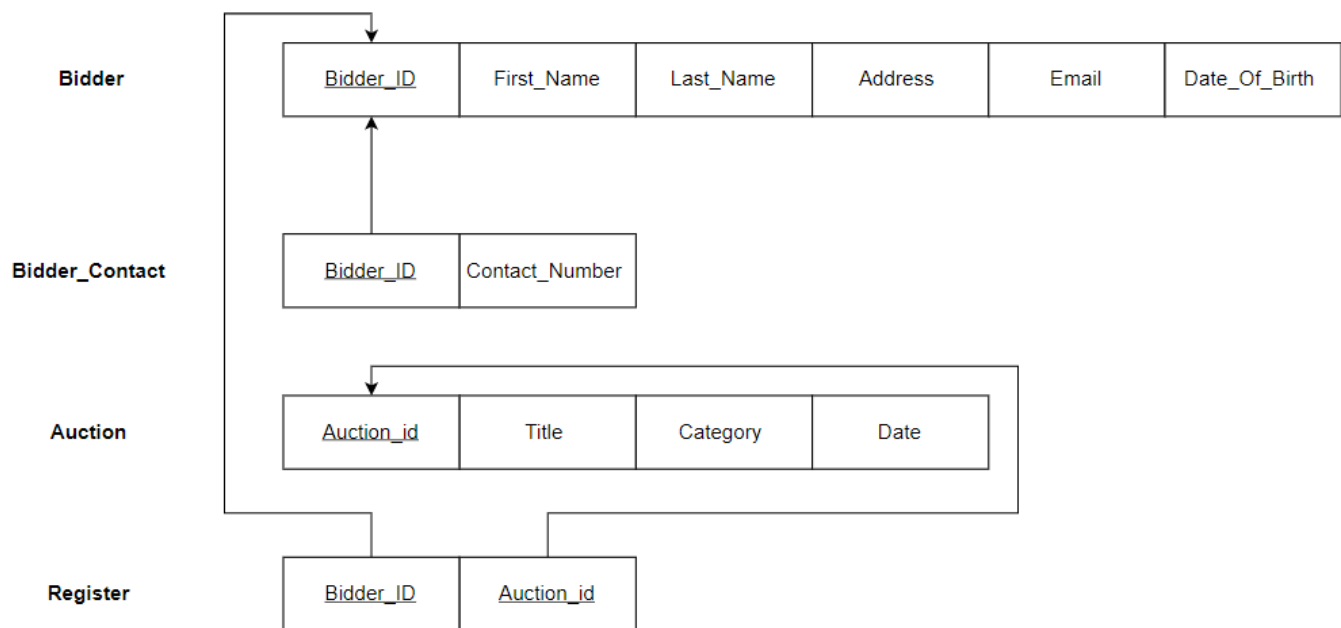 Bidder Bidder_ID First_Name Last_Name Address Email Date_Of_Birth
Bidder_Contact Bidder_ID Contact_Number
Auction Auction_id Title Category Date
Register Bidder_ID Auction_id